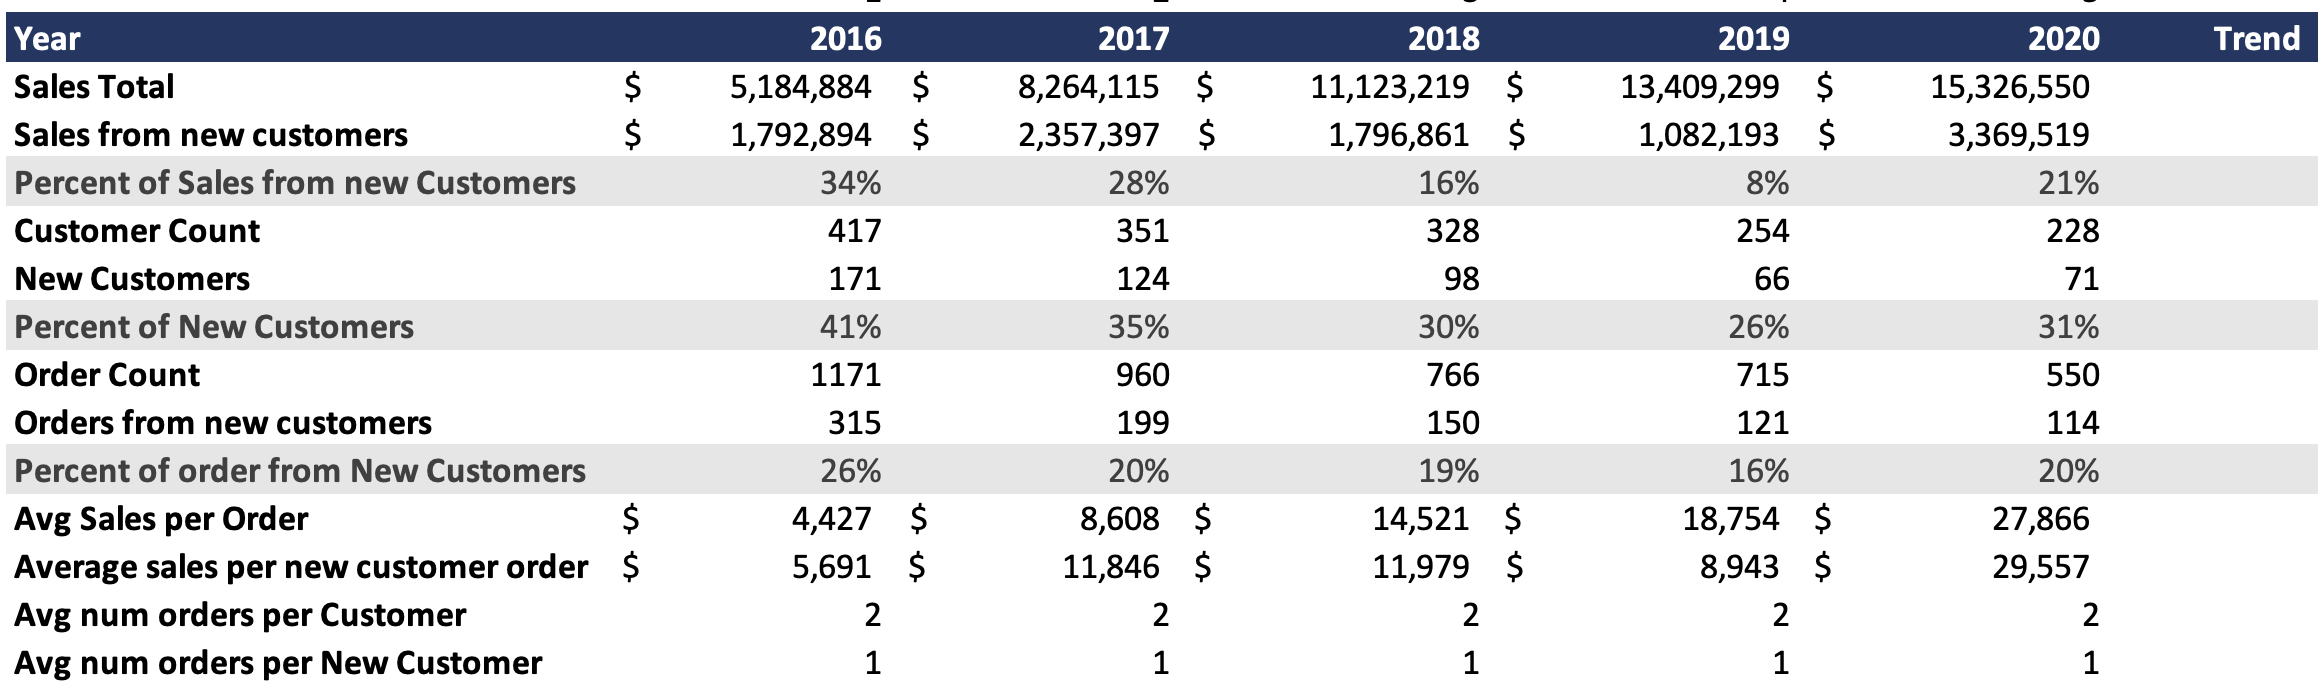 Year 2016 2017 2018 2019 2020 Trend
Sales Total $ 5,184,884 $ 8,264,115 $ 11,123,219 $ 13,409,299 $ 15,326,550
Sales from new customers $ 1,792,894 $ 2,357,397 $ 1,796,861 $ 1,082,193 $ 3,369,519
Percent of Sales from new Customers 34% 28% 16% 8% 21%
Customer Count 417 351 328 254 228
New Customers 171 124 98 66 71
Percent of New Customers 41% 35% 30% 26% 31%
Order Count 1171 960 766 715 550
Orders from new customers 315 199 150 121 114
Percent of order from New Customers 26% 20% 19% 16% 20%
Avg Sales per Order $ 4,427 $ 8,608 $ 14,521 $ 18,754 $ 27,866
Average sales per new customer order $ 5,691 $ 11,846 $ 11,979 $ 8,943 $ 29,557
Avg num orders per Customer 2 2 2 2 2
Avg num orders per New Customer 1 1 1 1 1